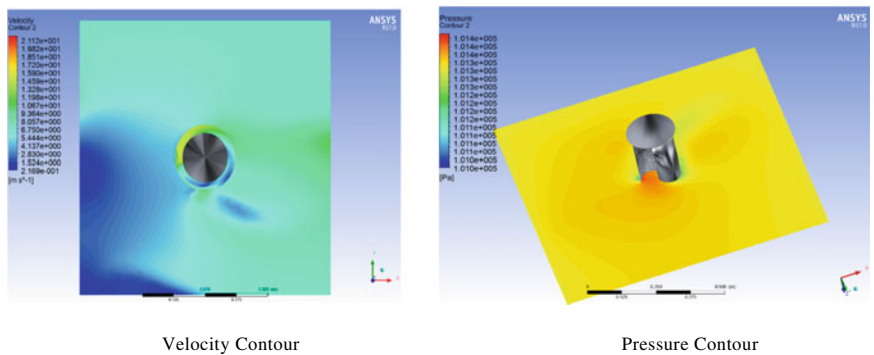 Velocity
Contour 2
2.112e+001
1.982e+001
1.851e+001
1.720e+001
1.590e+001
1.459e+001
1.328e+001
1.198e+001
1.067e+001
9.364e+000
8.057e+000
6.750e+000
5.444e+000
4.137e+000
2.830e+000
1.524e+000
2.169e-001
[m s^-1]
ANSYS
R17.0
Pressure
Contour 2
1.014e+005
1.014e+005
1.014e+005
1.013e+005
1.013e+005
1.013e+005
1.013e+005
1.012e+005
1.012e+005
1.012e+005
1.011e+005
1.011e+005
1.011e+005
1.011e+005
1.010e+005
1.010e+005
[Pa]
ANSYS
R17.0
0
Velocity Contour
Pressure Contour